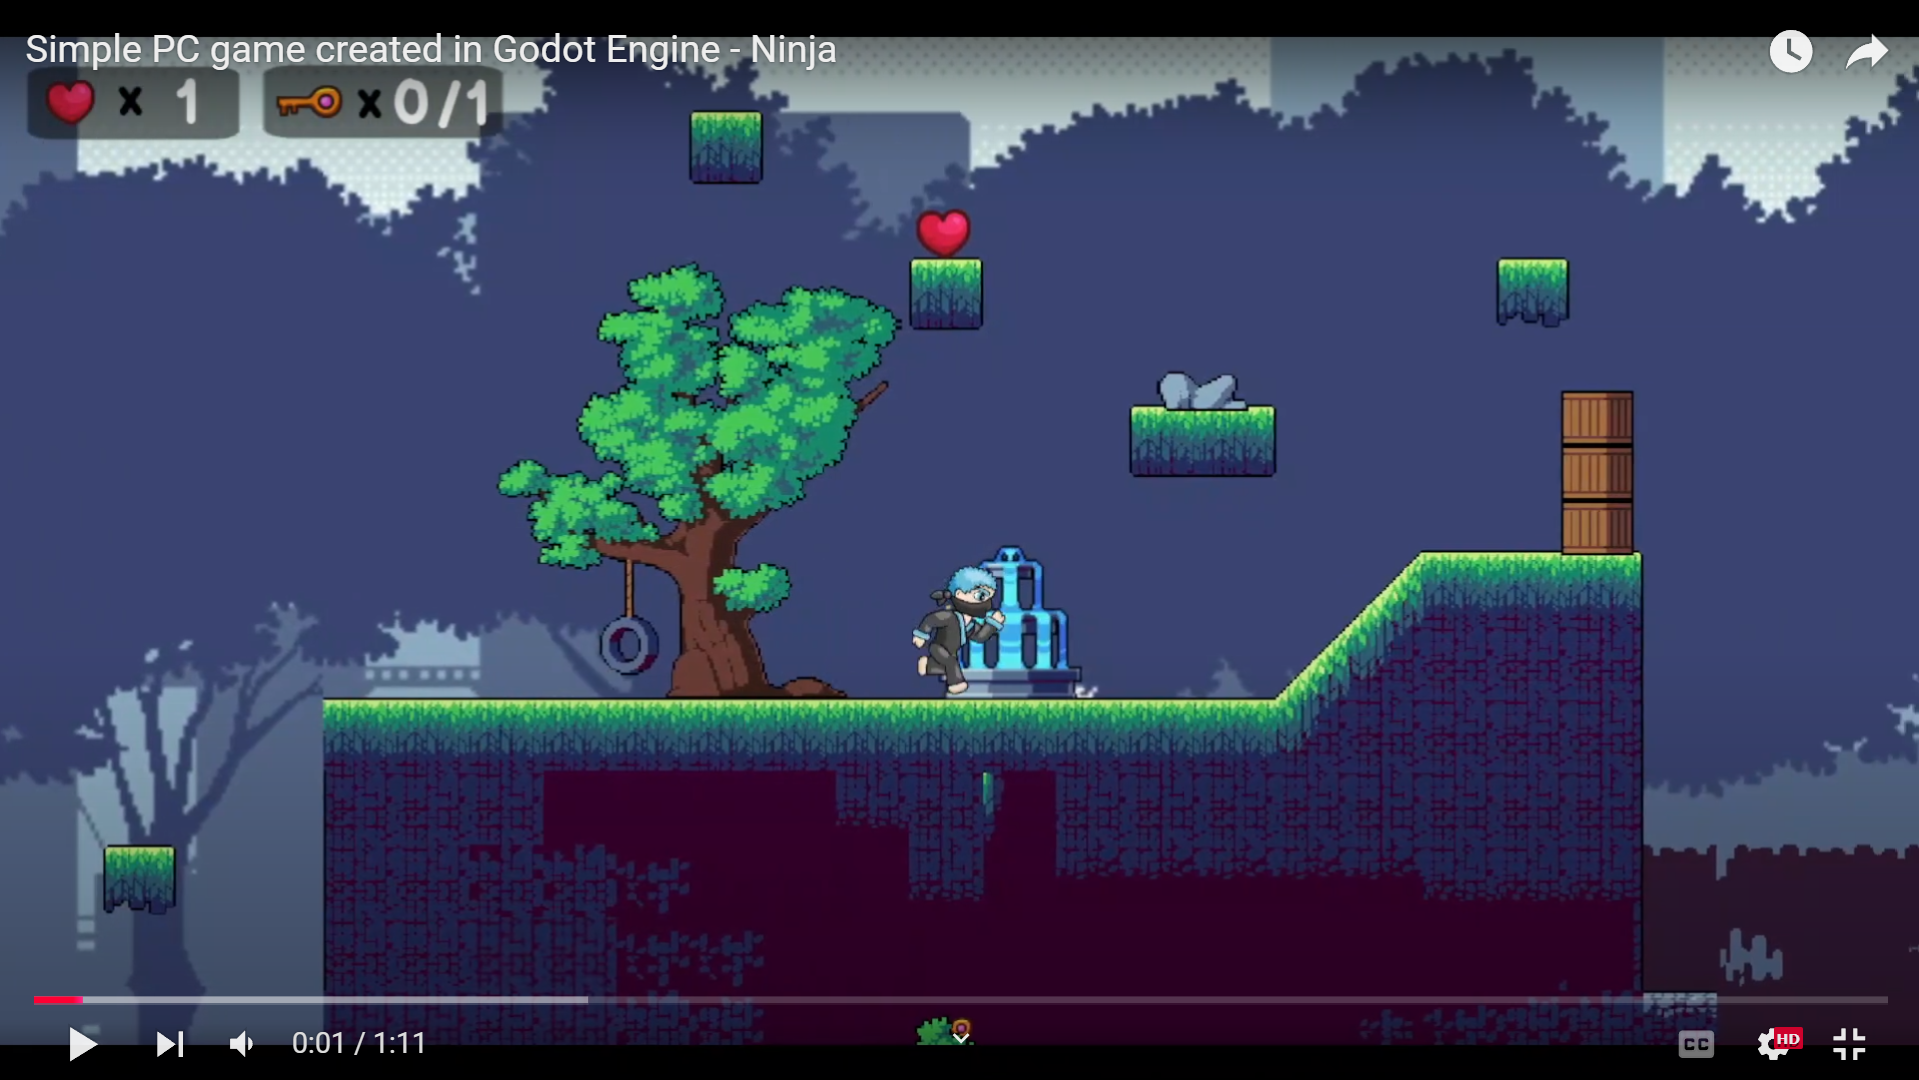 Simple PC game created in Godot Engine - Ninja
x 1
x 0/1
0:01 / 1:11
CC
HD